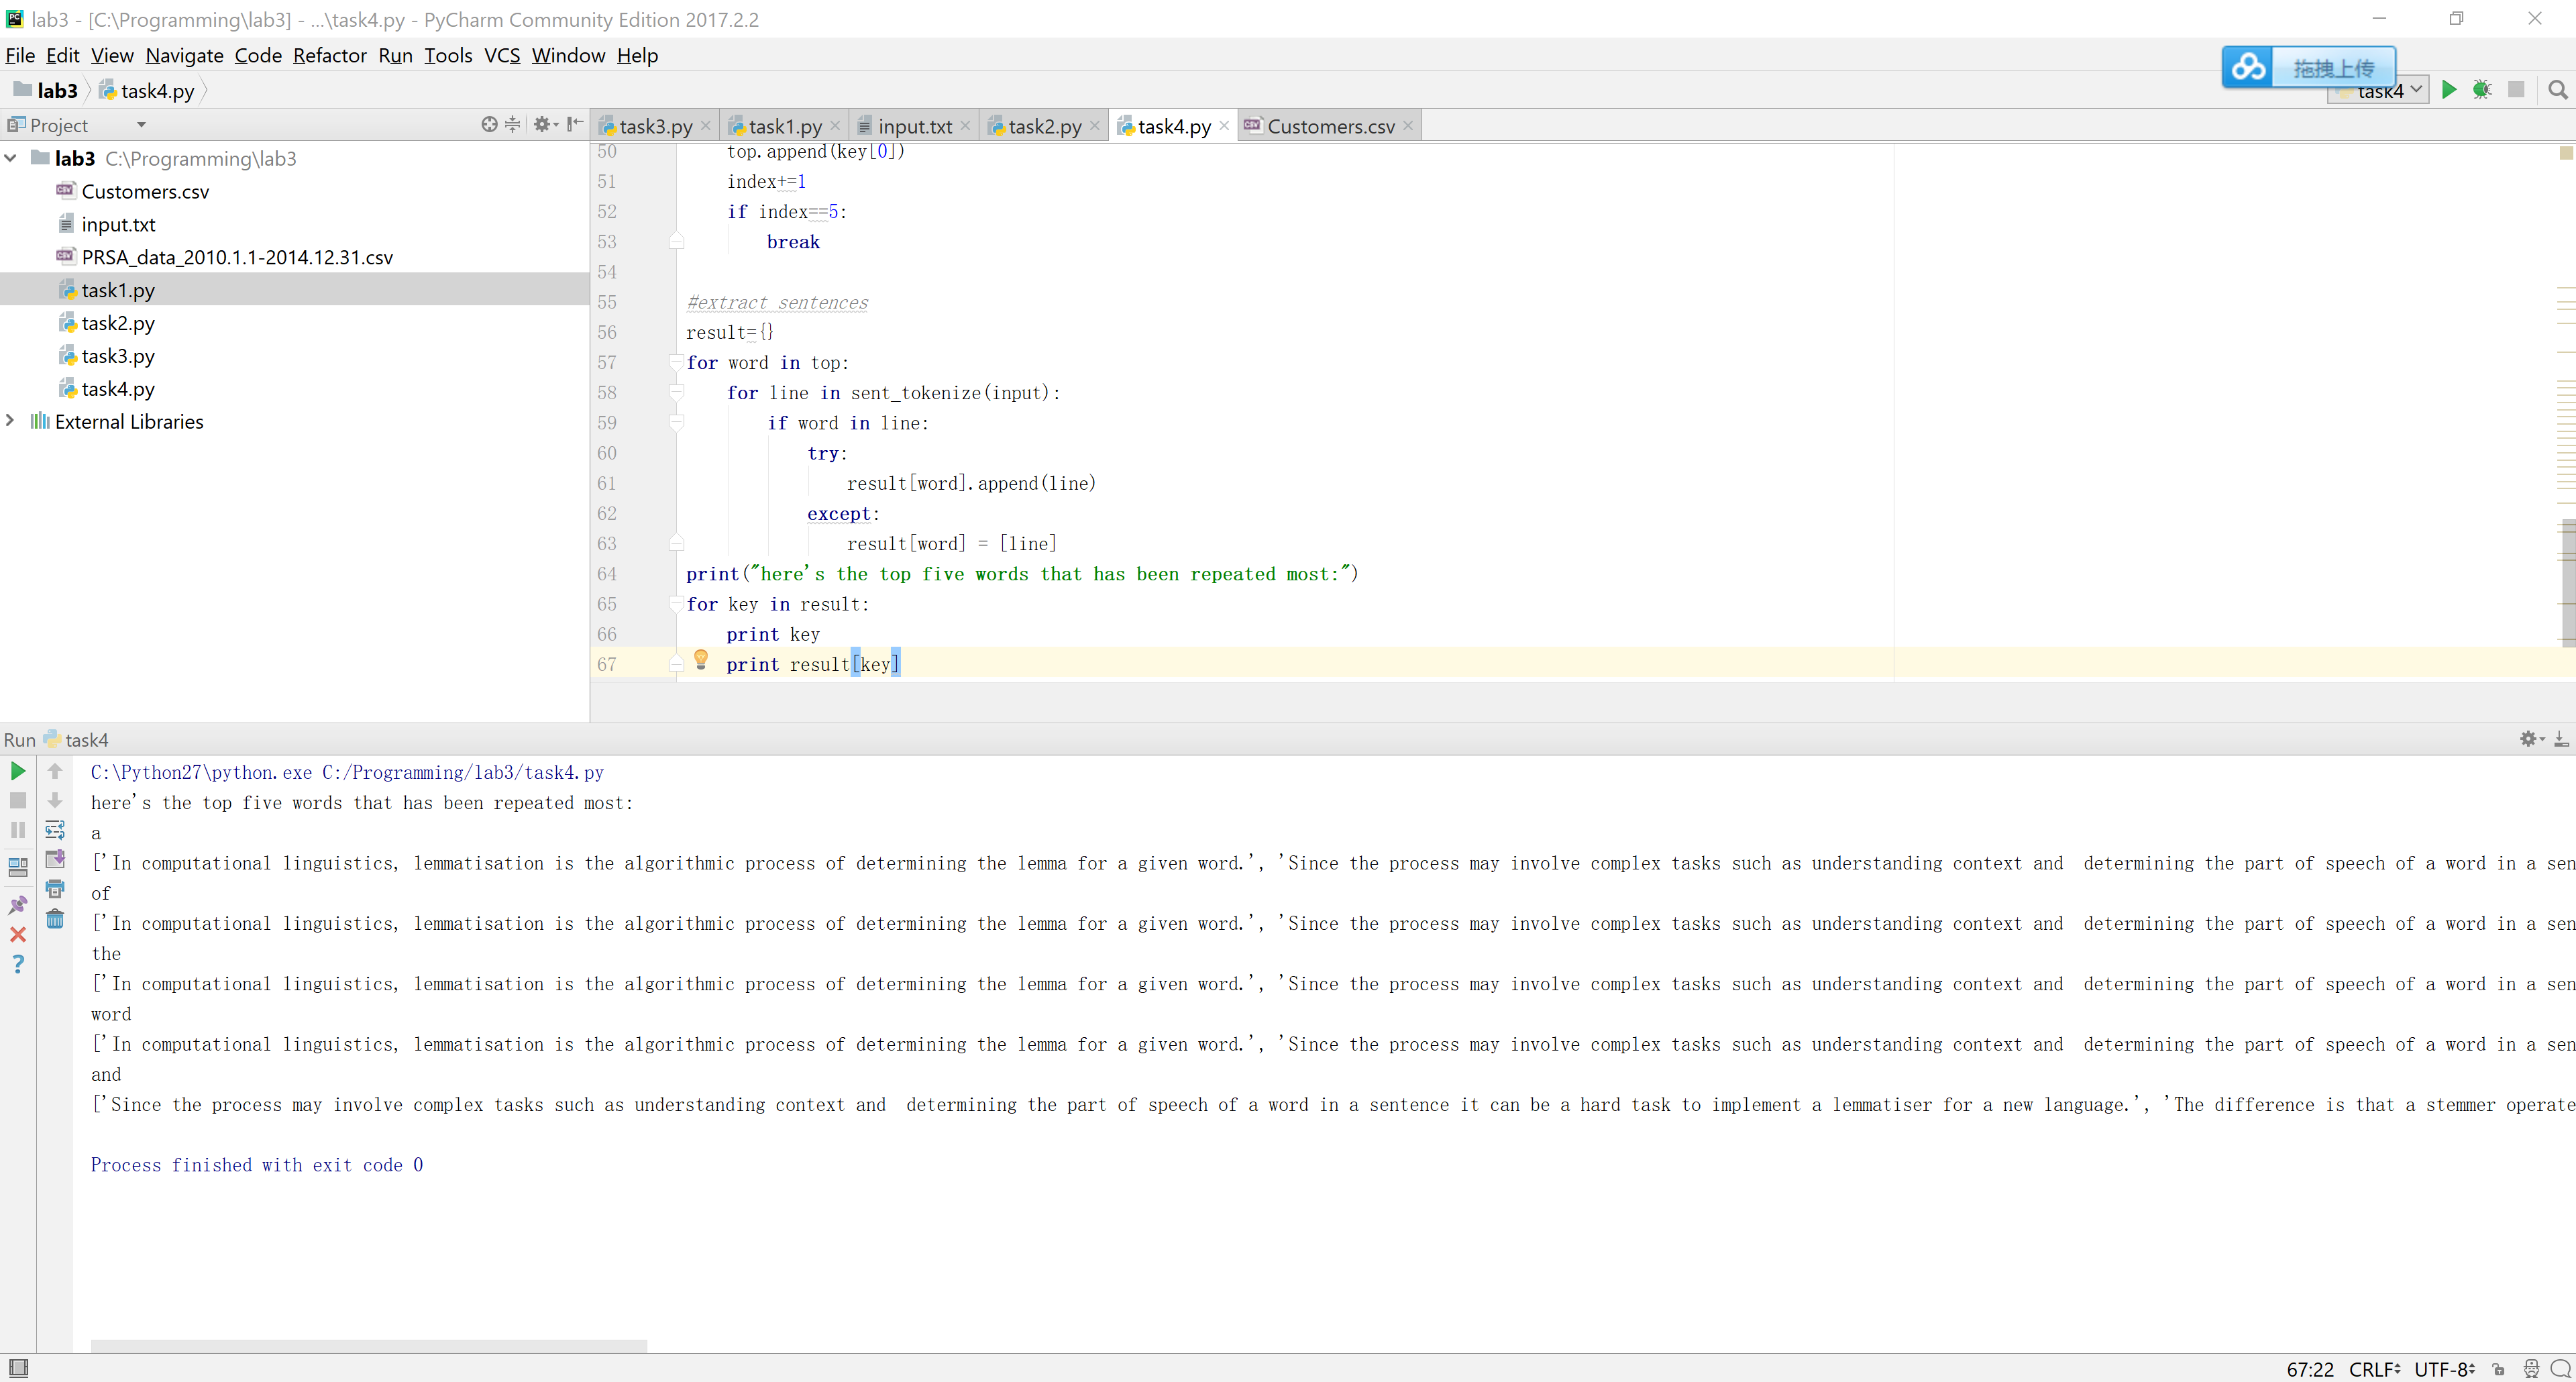 lab3 - [C:\Programming\lab3] - ...\task4.py - PyCharm Community Edition 2017.2.2
File Edit View Navigate Code Refactor Run Tools VCS Window Help
拖拽上传
lab3 task4.py
task4
Project
task3.py task1.py input.txt task2.py task4.py Customers.csv
lab3 C:\Programming\lab3
Customers.csv
input.txt
PRSA_data_2010.1.1-2014.12.31.csv
task1.py
task2.py
task3.py
task4.py
External Libraries
50 top.append(key[0])
51 index+=1
52 if index==5:
53 break
54
55 #extract sentences
56 result={}
57 for word in top:
58 for line in sent_tokenize(input):
59 if word in line:
60 try:
61 result[word].append(line)
62 except:
63 result[word] = [line]
64 print("here's the top five words that has been repeated most:")
65 for key in result:
66 print key
67 print result[key]
Run task4
C:\Python27\python.exe C:/Programming/lab3/task4.py
here's the top five words that has been repeated most:
a
['In computational linguistics, lemmatisation is the algorithmic process of determining the lemma for a given word.', 'Since the process may involve complex tasks such as understanding context and  determining the part of speech of a word in a sen
of
['In computational linguistics, lemmatisation is the algorithmic process of determining the lemma for a given word.', 'Since the process may involve complex tasks such as understanding context and  determining the part of speech of a word in a sen
the
['In computational linguistics, lemmatisation is the algorithmic process of determining the lemma for a given word.', 'Since the process may involve complex tasks such as understanding context and  determining the part of speech of a word in a sen
word
['In computational linguistics, lemmatisation is the algorithmic process of determining the lemma for a given word.', 'Since the process may involve complex tasks such as understanding context and  determining the part of speech of a word in a sen
and
['Since the process may involve complex tasks such as understanding context and  determining the part of speech of a word in a sentence it can be a hard task to implement a lemmatiser for a new language.', 'The difference is that a stemmer operate
Process finished with exit code 0
67:22 CRLF UTF-8